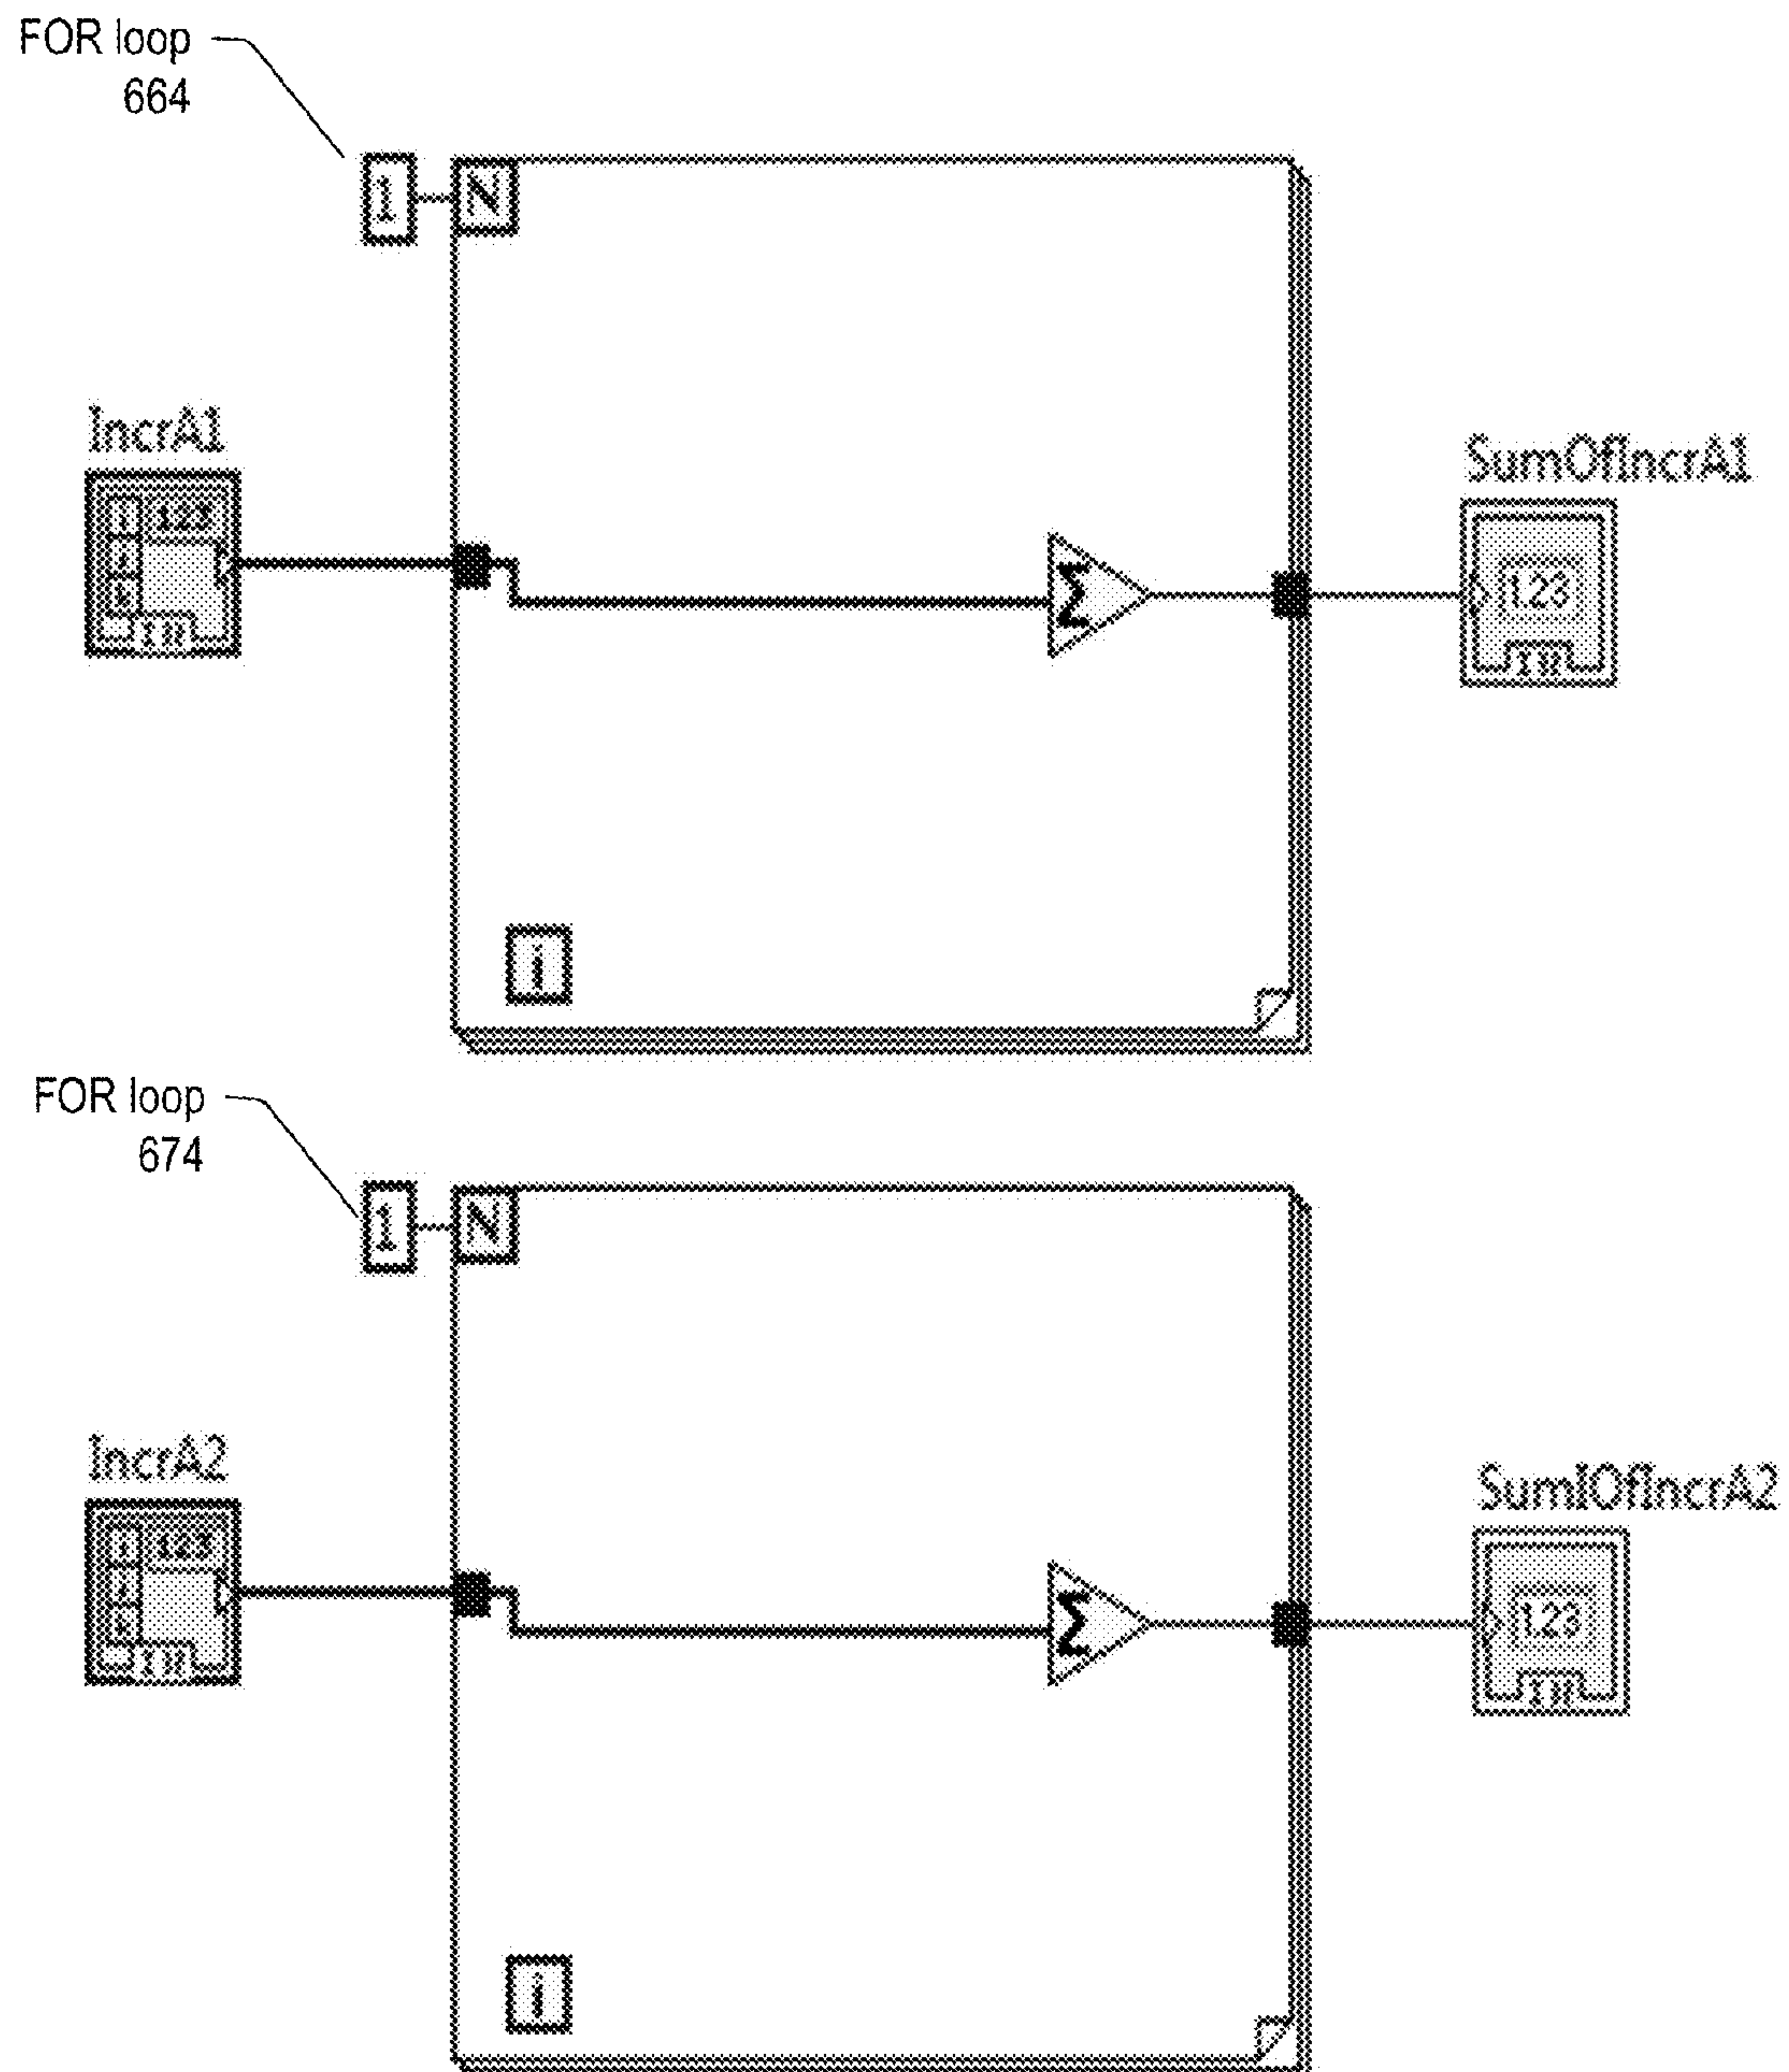 FOR loop
664
1
N
IncrA1
123
SumOfIncrA1
Σ
123
i
FOR loop
674
1
N
IncrA2
123
SumIOfIncrA2
Σ
123
i